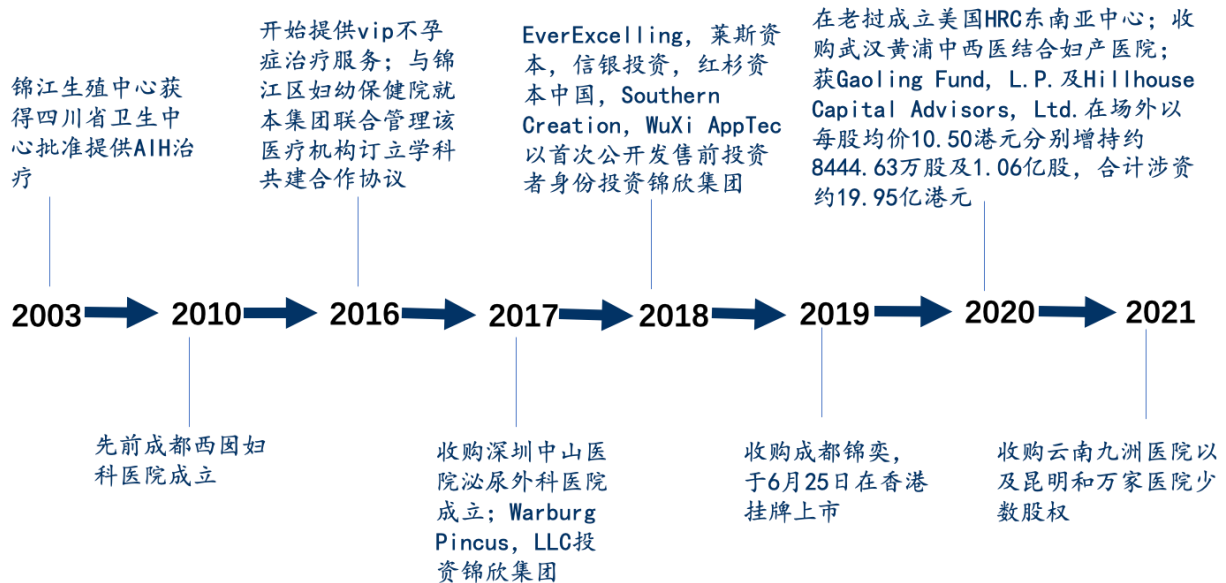 锦江生殖中心获
得四川省卫生中
心批准提供AIH治
疗
开始提供vip不孕
症治疗服务；与锦
江区妇幼保健院就
本集团联合管理该
医疗机构订立学科
共建合作协议
EverExcelling, 莱斯资
本, 信银投资, 红杉资
本中国, Southern
Creation, WuXi AppTec
以首次公开发售前投资
者身份投资锦欣集团
在老挝成立美国HRC东南亚中心；收
购武汉黄浦中西医结合妇产医院；
获Gaoling Fund, L.P.及Hillhouse
Capital Advisors, Ltd.在场外以
每股均价10.50港元分别增持约
8444.63万股及1.06亿股, 合计涉资
约19.95亿港元
2003
2010
2016
2017
2018
2019
2020
2021
先前成都西囡妇
科医院成立
收购深圳中山医
院泌尿外科医院
成立；Warburg
Pincus, LLC投
资锦欣集团
收购成都锦奕,
于6月25日在香港
挂牌上市
收购云南九洲医院以
及昆明和万家医院少
数股权